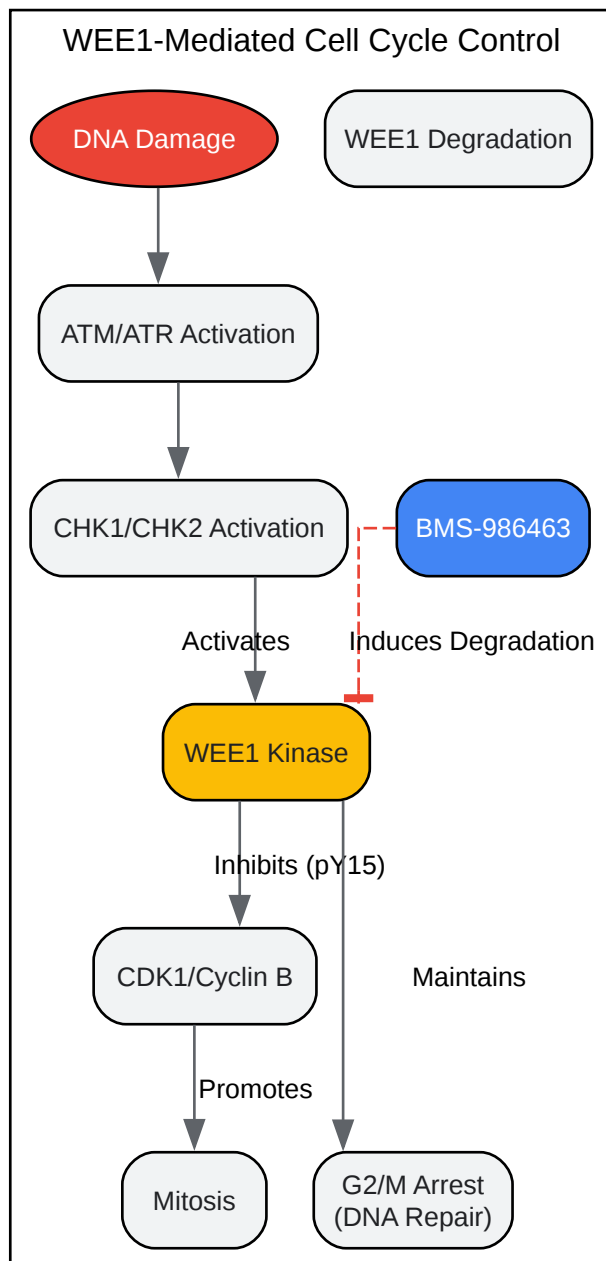 WEE1-Mediated Cell Cycle Control
DNA Damage
WEE1 Degradation
ATM/ATR Activation
CHK1/CHK2 Activation
BMS-986463
Activates
Induces Degradation
WEE1 Kinase
Inhibits (pY15)
CDK1/Cyclin B
Maintains
Promotes
Mitosis
G2/M Arrest
(DNA Repair)